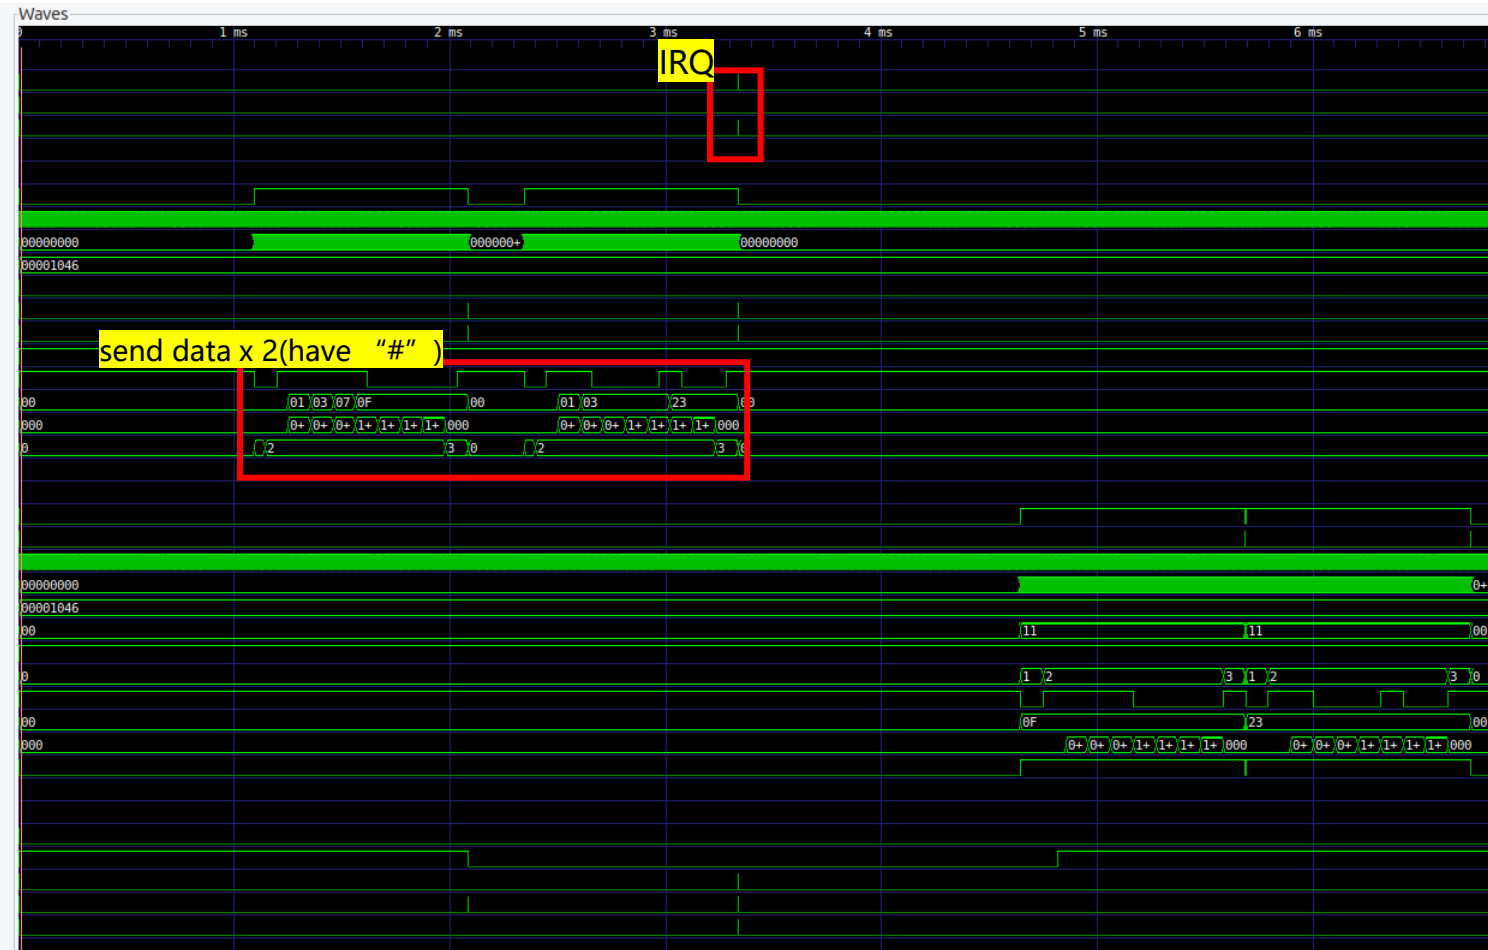 Waves
0 1 ms 2 ms 3 ms 4 ms 5 ms 6 ms
IRQ
00000000 000000+ 00000000
00001046
send data x 2(have “#” )
00 01 03 07 0F 00 01 03 23 00
000 0+ 0+ 0+ 1+ 1+ 1+ 1+ 000 0+ 0+ 0+ 1+ 1+ 1+ 1+ 000
0 2 3 0 2 3 0
00000000 0+
00001046
00 11 11 00
0 1 2 3 1 2 3 0
00 0F 23 00
000 0+ 0+ 0+ 1+ 1+ 1+ 1+ 000 0+ 0+ 0+ 1+ 1+ 1+ 1+ 000